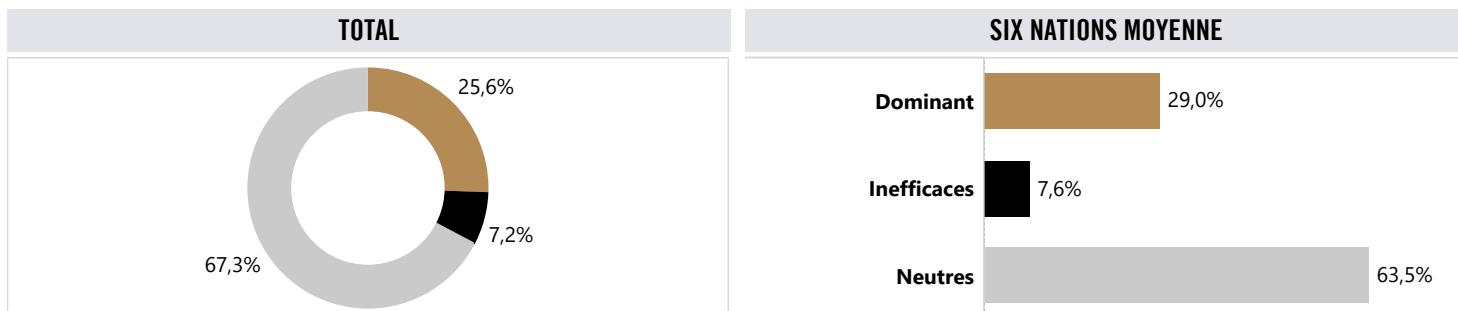 TOTAL
25,6%
7,2%
67,3%
SIX NATIONS MOYENNE
Dominant 29,0%
Inefficaces 7,6%
Neutres 63,5%